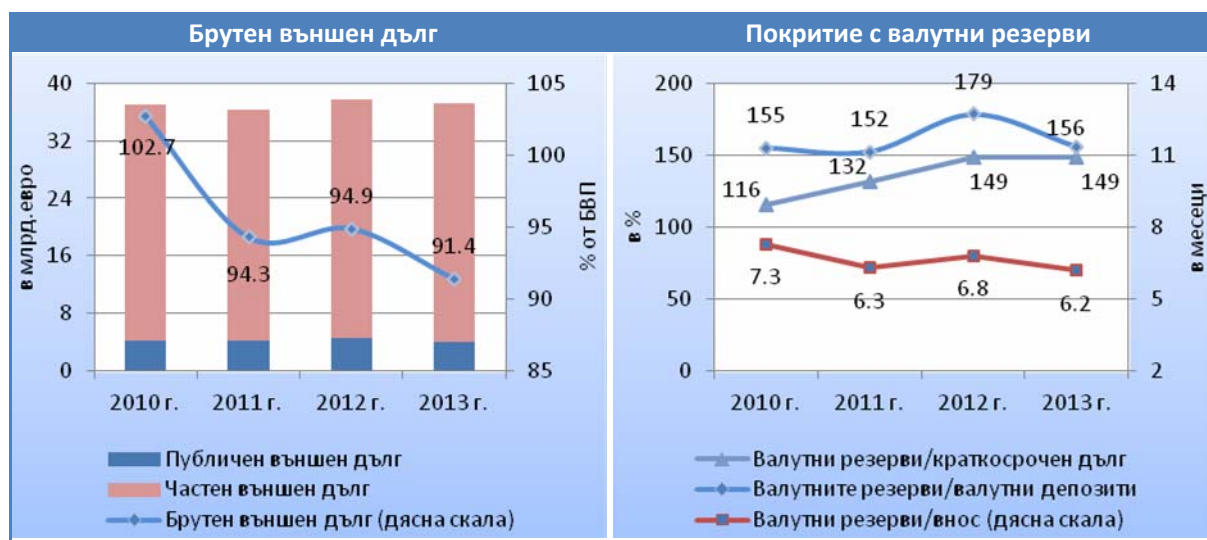 Брутен външен дълг
Покритие с валутни резерви
в млрд.евро
40
32
24
16
8
0
102.7
94.3
94.9
91.4
105
100
95
90
85
% от БВП
2010 г. 2011 г. 2012 г. 2013 г.
Публичен външен дълг
Частен външен дълг
Брутен външен дълг (дясна скала)
в %
200
150
100
50
0
155
152
179
156
116
132
149
149
7.3
6.3
6.8
6.2
14
11
8
5
2
в месеци
2010 г. 2011 г. 2012 г. 2013 г.
Валутни резерви/краткосрочен дълг
Валутните резерви/валутни депозити
Валутни резерви/внос (дясна скала)